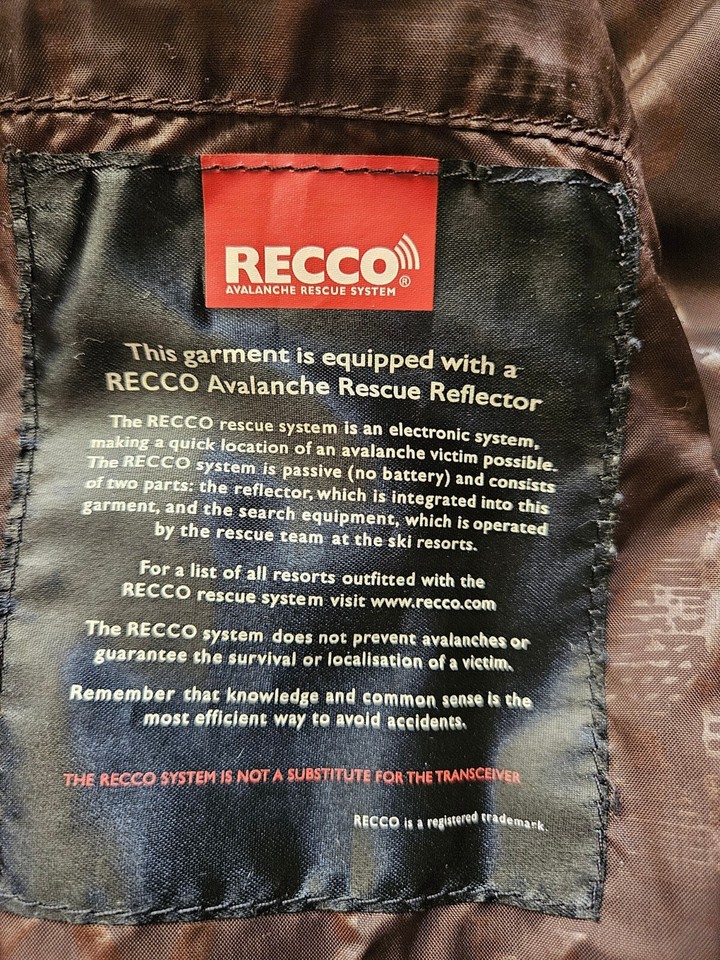 RECCO®
AVALANCHE RESCUE SYSTEM
This garment is equipped with a
RECCO Avalanche Rescue Reflector
The RECCO rescue system is an electronic system,
making a quick location of an avalanche victim possible.
The RECCO system is passive (no battery) and consists
of two parts: the reflector, which is integrated into this
garment, and the search equipment, which is operated
by the rescue team at the ski resorts.
For a list of all resorts outfitted with the
RECCO rescue system visit www.recco.com
The RECCO system does not prevent avalanches or
guarantee the survival or localisation of a victim.
Remember that knowledge and common sense is the
most efficient way to avoid accidents.
THE RECCO SYSTEM IS NOT A SUBSTITUTE FOR THE TRANSCEIVER
RECCO is a registered trademark.